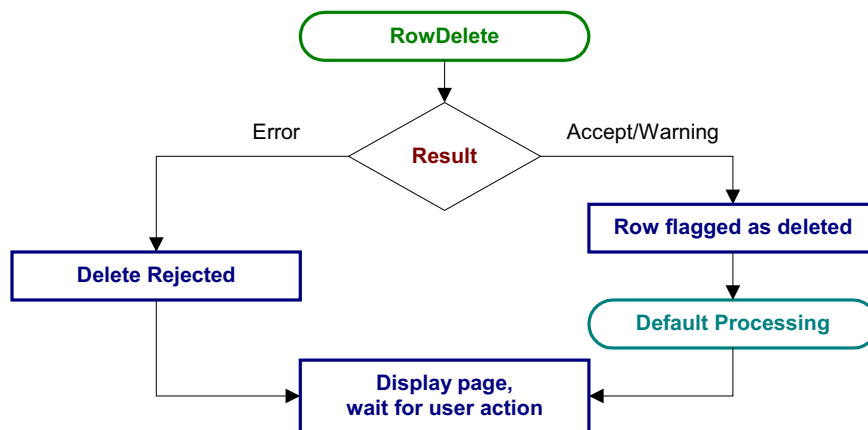 RowDelete
Error
Accept/Warning
Result
Row flagged as deleted
Delete Rejected
Default Processing
Display page,
wait for user action